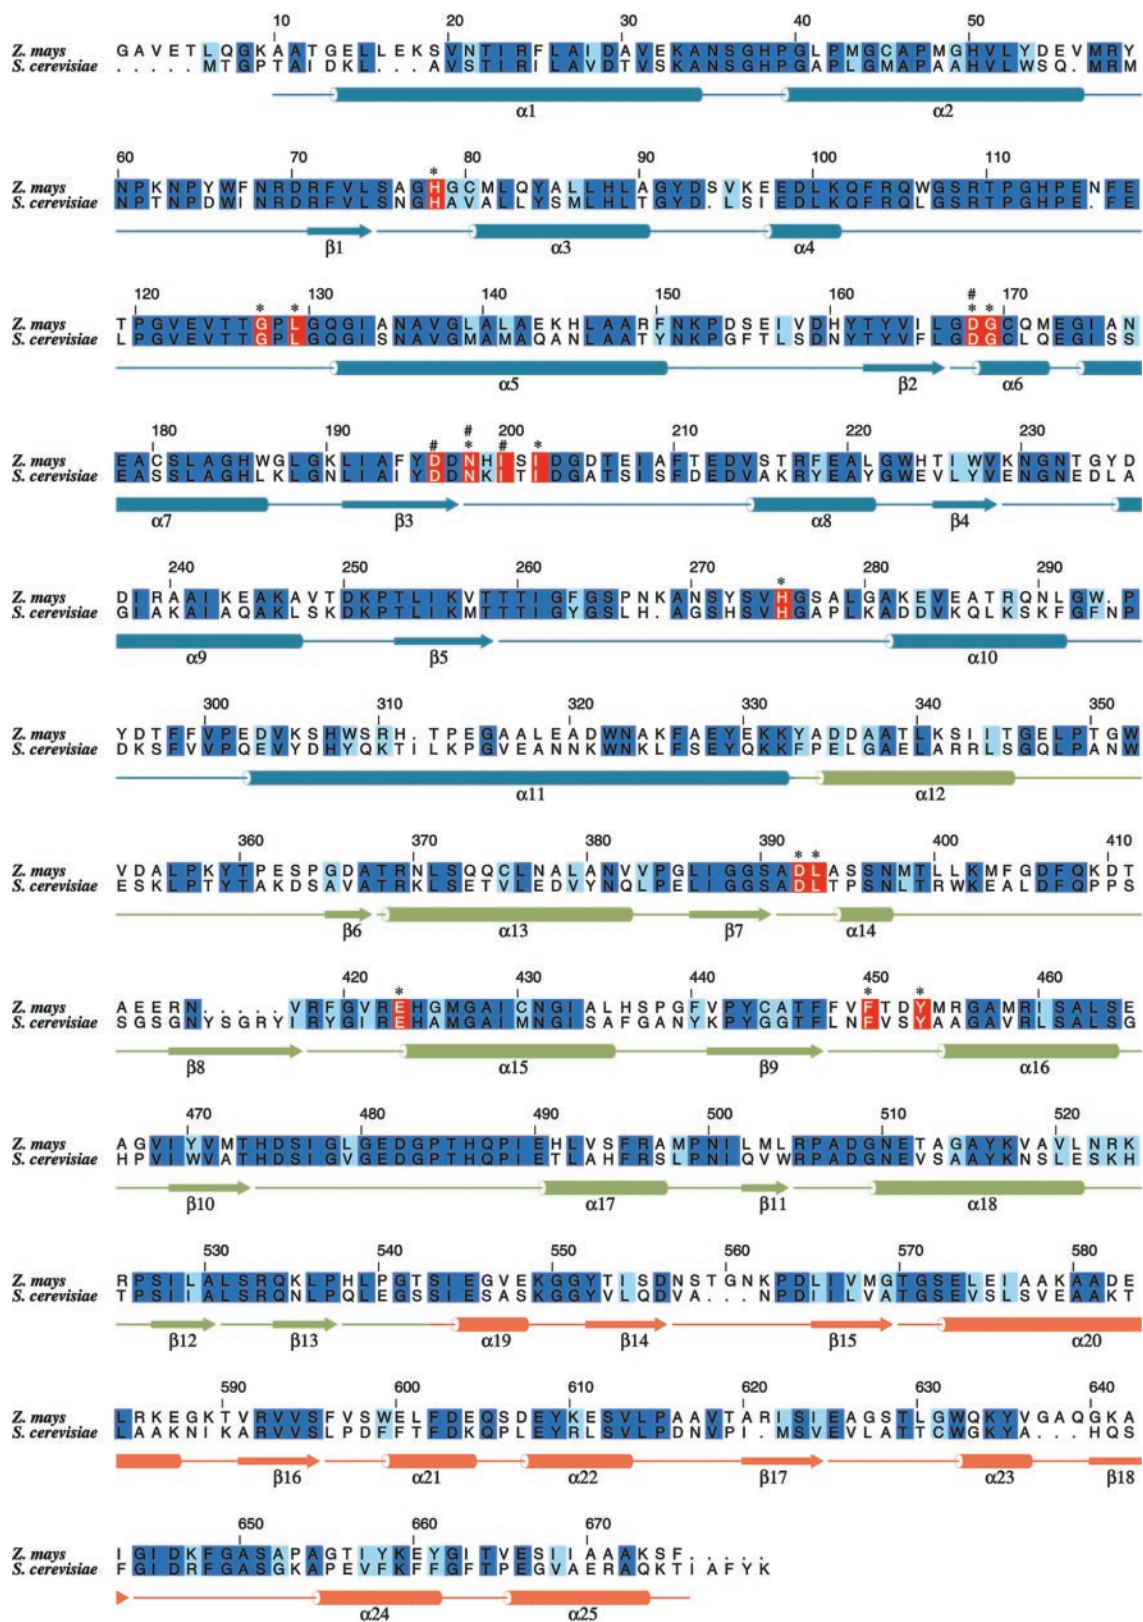 10 20 30 40 50
Z. mays GAVETLQGKAATGELLEKSVNTIRFLAIDAVEKANSGHPGLPMGCAPMGHVLYDEVMRY
S. cerevisiae .....MTGPTAIDKL...AVSTIRILAVDTVSKANSGHPGAPLGMAPAAHVLWSQ.MRM
α1 α2
60 70 80 90 100 110
*
Z. mays NPKNPYWFNRDRFVLSAGHGCMLQYALLHLAGYDSVKEEDLKQFRQWGSRTPGHPENFE
S. cerevisiae NPTNPDWINRDRFVLSNGHAVALLYSMLHLTGYD.LSIEDLKQFRQLGSRTPGHPE.FE
β1 α3 α4
120 130 140 150 160 170
* * # *
Z. mays TPGVEVTTGPLGQGIANAVGLALAEKHLAARFNKPDSEIVDHYTYVILGDGCQMEGIAN
S. cerevisiae LPGVEVTTGPLGQGISNAVGMAMAQANLAATYNKPGFTLSDNYTYVFLGDGCLQEGISS
α5 β2 α6
180 190 200 210 220 230
# # * # *
Z. mays EACSLAGHWGLGKLIAFYDDNHISIDGDTEIAFTEDVSTRFEALGWHTIWVKNGNTGYD
S. cerevisiae EASSLAGHLKLGNLIAIYDDNKITIDGATSISFDEDVAKRYEAYGWEVLYVENGNEDLA
α7 β3 α8 β4
240 250 260 270 280 290
*
Z. mays DIRAAIKEAKAVTDKPTLIKVTTTIGFGSPNKANSYSVHGSALGAKEVEATRQNLGW.P
S. cerevisiae GIAKAIAQAKLSKDKPTLIKMTTTIGYGSLH.AGSHSVHGAPLKADDVKQLKSKFGFNP
α9 β5 α10
300 310 320 330 340 350
Z. mays YDTFFVPEDVKSHWSRH.TPEGAALEADWNAKFAEYEKKYADDAATLKSIITGELPTGW
S. cerevisiae DKSFVVPQEVYDHYQKTILKPGVEANNKWNKLFSEYQKKFPELGAELARRLSGQLPANW
α11 α12
360 370 380 390 400 410
* *
Z. mays VDALPKYTPESPGDATRNLSQQCLNALANVVPGLIGGSADLASSNMTLLKMFGDFQKDT
S. cerevisiae ESKLPTYTAKDSAVATRKLSETVLEDVYNQLPELIGGSADLTPSNLTRWKEALDFQPPS
β6 α13 β7 α14
420 430 440 450 460
* * *
Z. mays AEERN.....VRFGVREHGMGAICNGIALHSPGFVPYCATFFVFTDYMRGAMRISALSE
S. cerevisiae SGSGNYSGRYIRYGIREHAMGAIMNGISAFGANYKPYGGTFLNFVSYAAGAVRLSALSG
β8 α15 β9 α16
470 480 490 500 510 520
Z. mays AGVIYVMTHDSIGLGEDGPTHQPIEHLVSFRAMPNILMLRPADGNETAGAYKVAVLNRK
S. cerevisiae HPVIWVATHDSIGVGEDGPTHQPIETLAHFRSLPNIQVWRPADGNEVSAAYKNSLESKH
β10 α17 β11 α18
530 540 550 560 570 580
Z. mays RPSILALSRQKLPHLPGTSIEGVEKGGYTISDNSTGNKPDLIVMGTGSELEIAAKAADE
S. cerevisiae TPSIIALSRQNLPQLEGSSIESASKGGYVLQDVA...NPDIILVATGSEVSLSVEAAKT
β12 β13 α19 β14 β15 α20
590 600 610 620 630 640
Z. mays LRKEGKTVRVVSFVSWELFDEQSDEYKESVLPAAVTARISIEAGSTLGWQKYVGAQGKA
S. cerevisiae LAAKNIKARVVSLPDFFTFDKQPLEYRLSVLPDNVPI.MSVEVLATTCWGKYA...HQS
β16 α21 α22 β17 α23 β18
650 660 670
Z. mays IGIDKFGASAPAGTIYKEYGITVESIIAAAKSF.....
S. cerevisiae FGIDRFGASGKAPEVFKFFGFTPEGVAERAQKTIAFYK
α24 α25